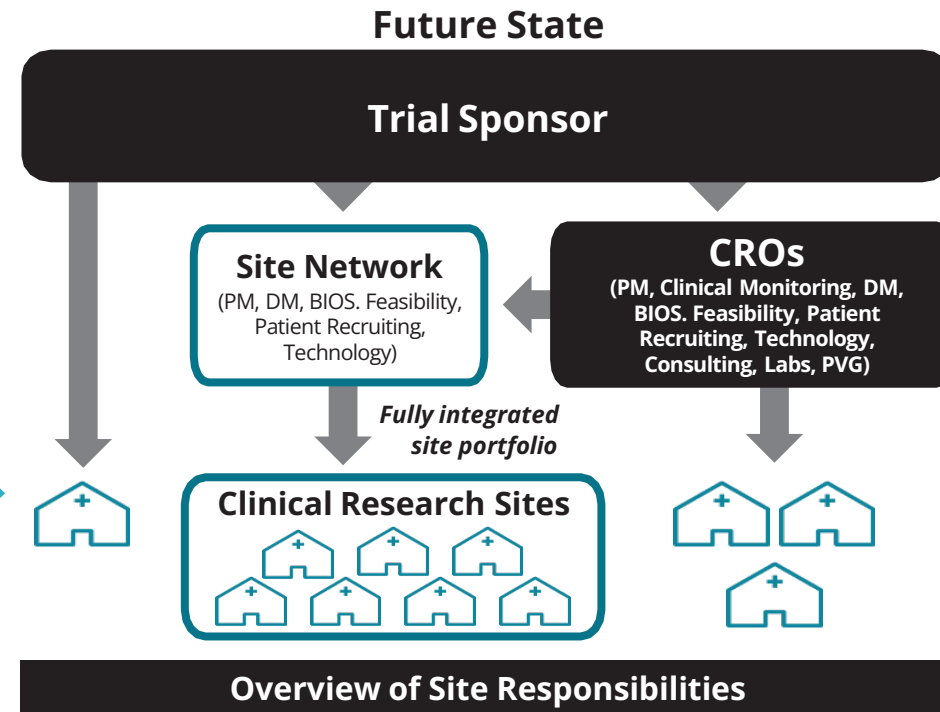 Future State
Trial Sponsor
Site Network
(PM, DM, BIOS. Feasibility,
Patient Recruiting,
Technology)
CROs
(PM, Clinical Monitoring, DM,
BIOS. Feasibility, Patient
Recruiting, Technology,
Consulting, Labs, PVG)
Fully integrated
site portfolio
Clinical Research Sites
Overview of Site Responsibilities